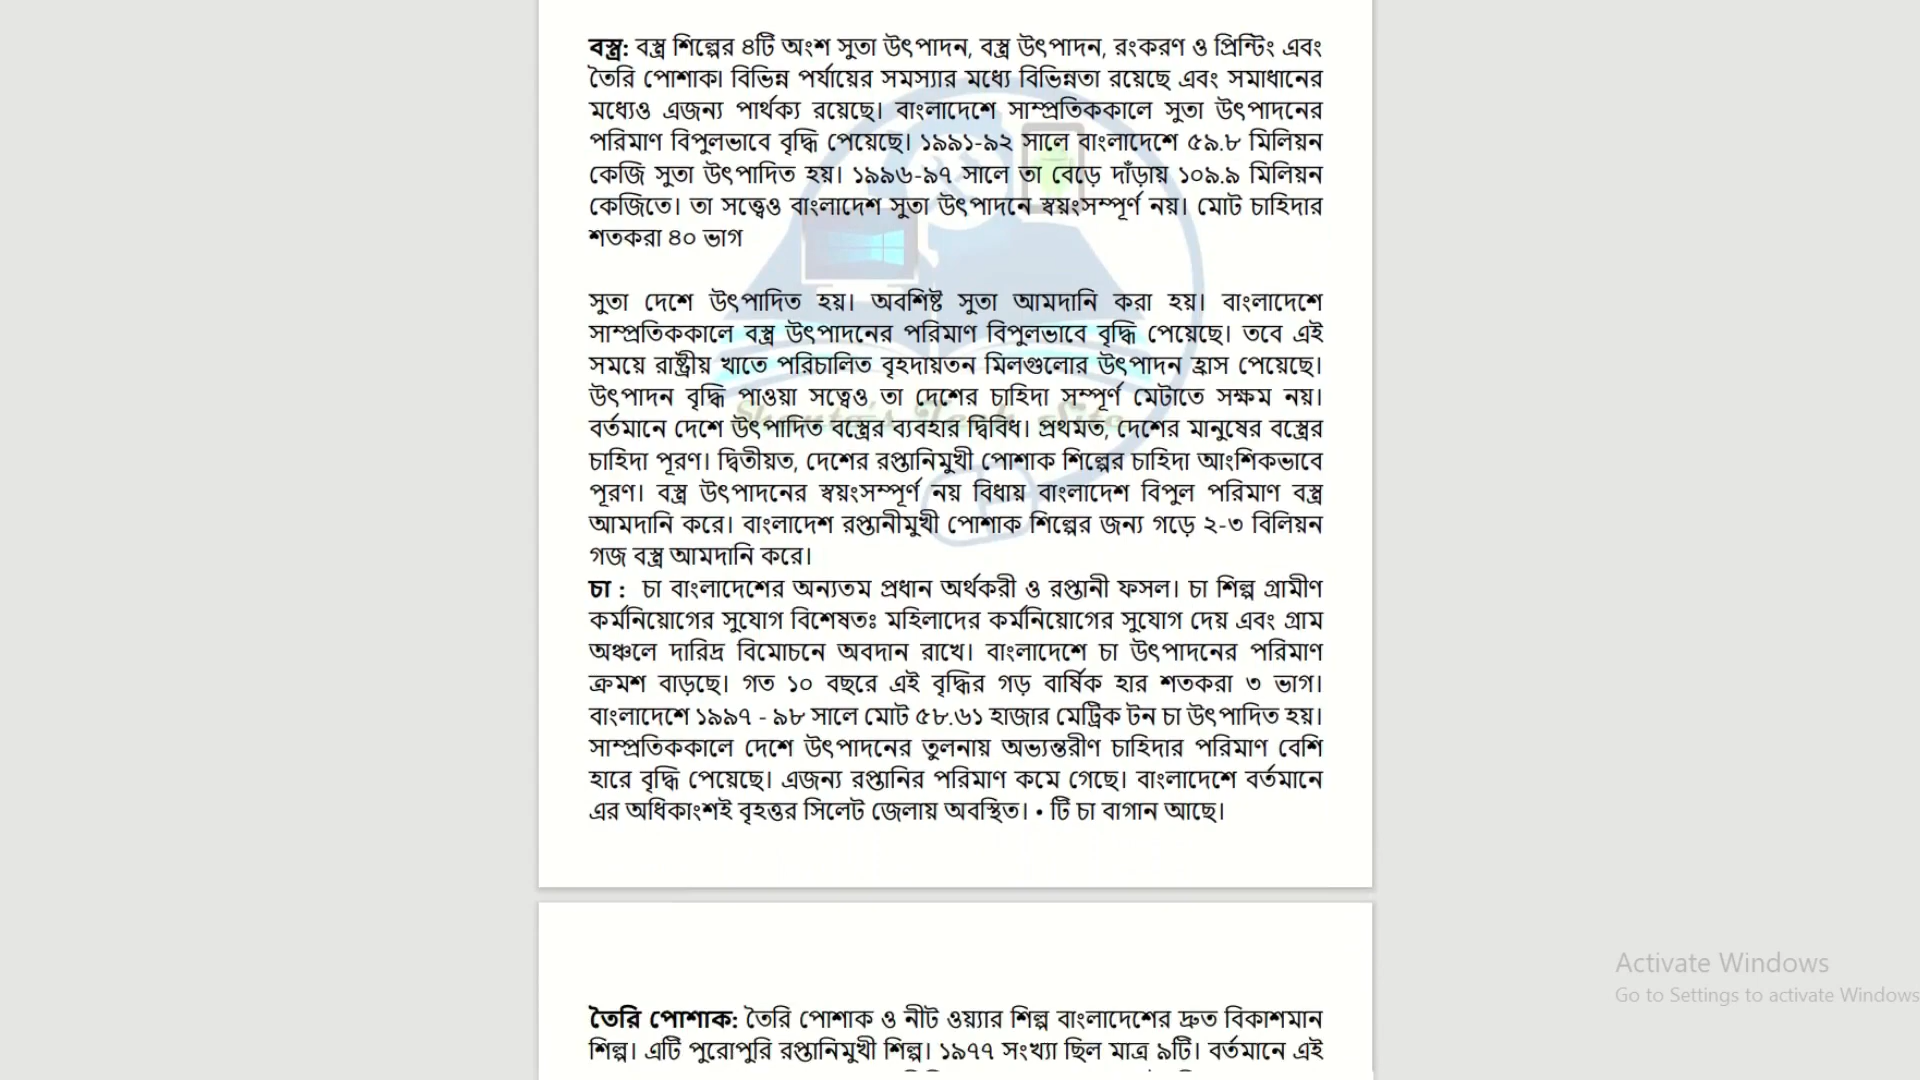 বস্ত্র: বস্ত্র শিল্পের ৪টি অংশ সুতা উৎপাদন, বস্ত্র উৎপাদন, রংকরণ ও প্রিন্টিং এবং
তৈরি পোশাক। বিভিন্ন পর্যায়ের সমস্যার মধ্যে বিভিন্নতা রয়েছে এবং সমাধানের
মধ্যেও এজন্য পার্থক্য রয়েছে। বাংলাদেশে সাম্প্রতিককালে সুতা উৎপাদনের
পরিমাণ বিপুলভাবে বৃদ্ধি পেয়েছে। ১৯৯১-৯২ সালে বাংলাদেশে ৫৯.৮ মিলিয়ন
কেজি সুতা উৎপাদিত হয়। ১৯৯৬-৯৭ সালে তা বেড়ে দাঁড়ায় ১০৯.৯ মিলিয়ন
কেজিতে। তা সত্ত্বেও বাংলাদেশ সুতা উৎপাদনে স্বয়ংসম্পূর্ণ নয়। মোট চাহিদার
শতকরা ৪০ ভাগ
সুতা দেশে উৎপাদিত হয়। অবশিষ্ট সুতা আমদানি করা হয়। বাংলাদেশে
সাম্প্রতিককালে বস্ত্র উৎপাদনের পরিমাণ বিপুলভাবে বৃদ্ধি পেয়েছে। তবে এই
সময়ে রাষ্ট্রীয় খাতে পরিচালিত বৃহদায়তন মিলগুলোর উৎপাদন হ্রাস পেয়েছে।
উৎপাদন বৃদ্ধি পাওয়া সত্বেও তা দেশের চাহিদা সম্পূর্ণ মেটাতে সক্ষম নয়।
বর্তমানে দেশে উৎপাদিত বস্ত্রের ব্যবহার দ্বিবিধ। প্রথমত, দেশের মানুষের বস্ত্রের
চাহিদা পূরণ। দ্বিতীয়ত, দেশের রপ্তানিমুখী পোশাক শিল্পের চাহিদা আংশিকভাবে
পূরণ। বস্ত্র উৎপাদনের স্বয়ংসম্পূর্ণ নয় বিধায় বাংলাদেশ বিপুল পরিমাণ বস্ত্র
আমদানি করে। বাংলাদেশ রপ্তানীমুখী পোশাক শিল্পের জন্য গড়ে ২-৩ বিলিয়ন
গজ বস্ত্র আমদানি করে।
চা : চা বাংলাদেশের অন্যতম প্রধান অর্থকরী ও রপ্তানী ফসল। চা শিল্প গ্রামীণ
কর্মনিয়োগের সুযোগ বিশেষতঃ মহিলাদের কর্মনিয়োগের সুযোগ দেয় এবং গ্রাম
অঞ্চলে দারিদ্র বিমোচনে অবদান রাখে। বাংলাদেশে চা উৎপাদনের পরিমাণ
ক্রমশ বাড়ছে। গত ১০ বছরে এই বৃদ্ধির গড় বার্ষিক হার শতকরা ৩ ভাগ।
বাংলাদেশে ১৯৯৭ - ৯৮ সালে মোট ৫৮.৬১ হাজার মেট্রিক টন চা উৎপাদিত হয়।
সাম্প্রতিককালে দেশে উৎপাদনের তুলনায় অভ্যন্তরীণ চাহিদার পরিমাণ বেশি
হারে বৃদ্ধি পেয়েছে। এজন্য রপ্তানির পরিমাণ কমে গেছে। বাংলাদেশে বর্তমানে
এর অধিকাংশই বৃহত্তর সিলেট জেলায় অবস্থিত। • টি চা বাগান আছে।
তৈরি পোশাক: তৈরি পোশাক ও নীট ওয়্যার শিল্প বাংলাদেশের দ্রুত বিকাশমান
শিল্প। এটি পুরোপুরি রপ্তানিমুখী শিল্প। ১৯৭৭ সংখ্যা ছিল মাত্র ৯টি। বর্তমানে এই
Activate Windows
Go to Settings to activate Windows